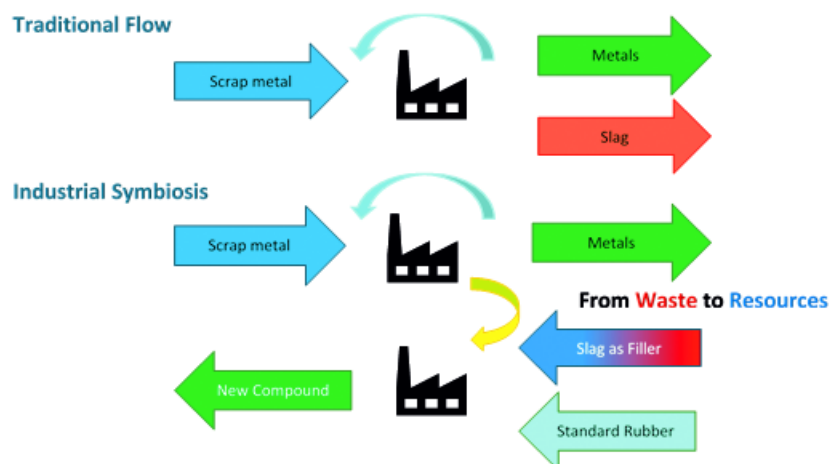 Traditional Flow
Scrap metal
Metals
Slag
Industrial Symbiosis
Scrap metal
Metals
From Waste to Resources
Slag as Filler
New Compound
Standard Rubber